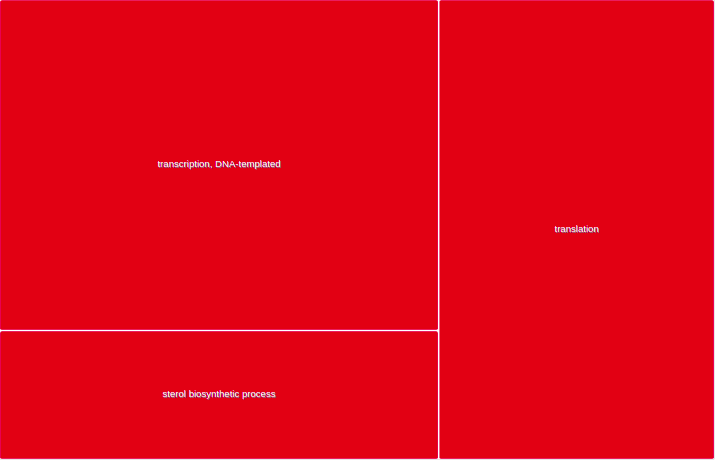 transcription, DNA-templated
translation
sterol biosynthetic process